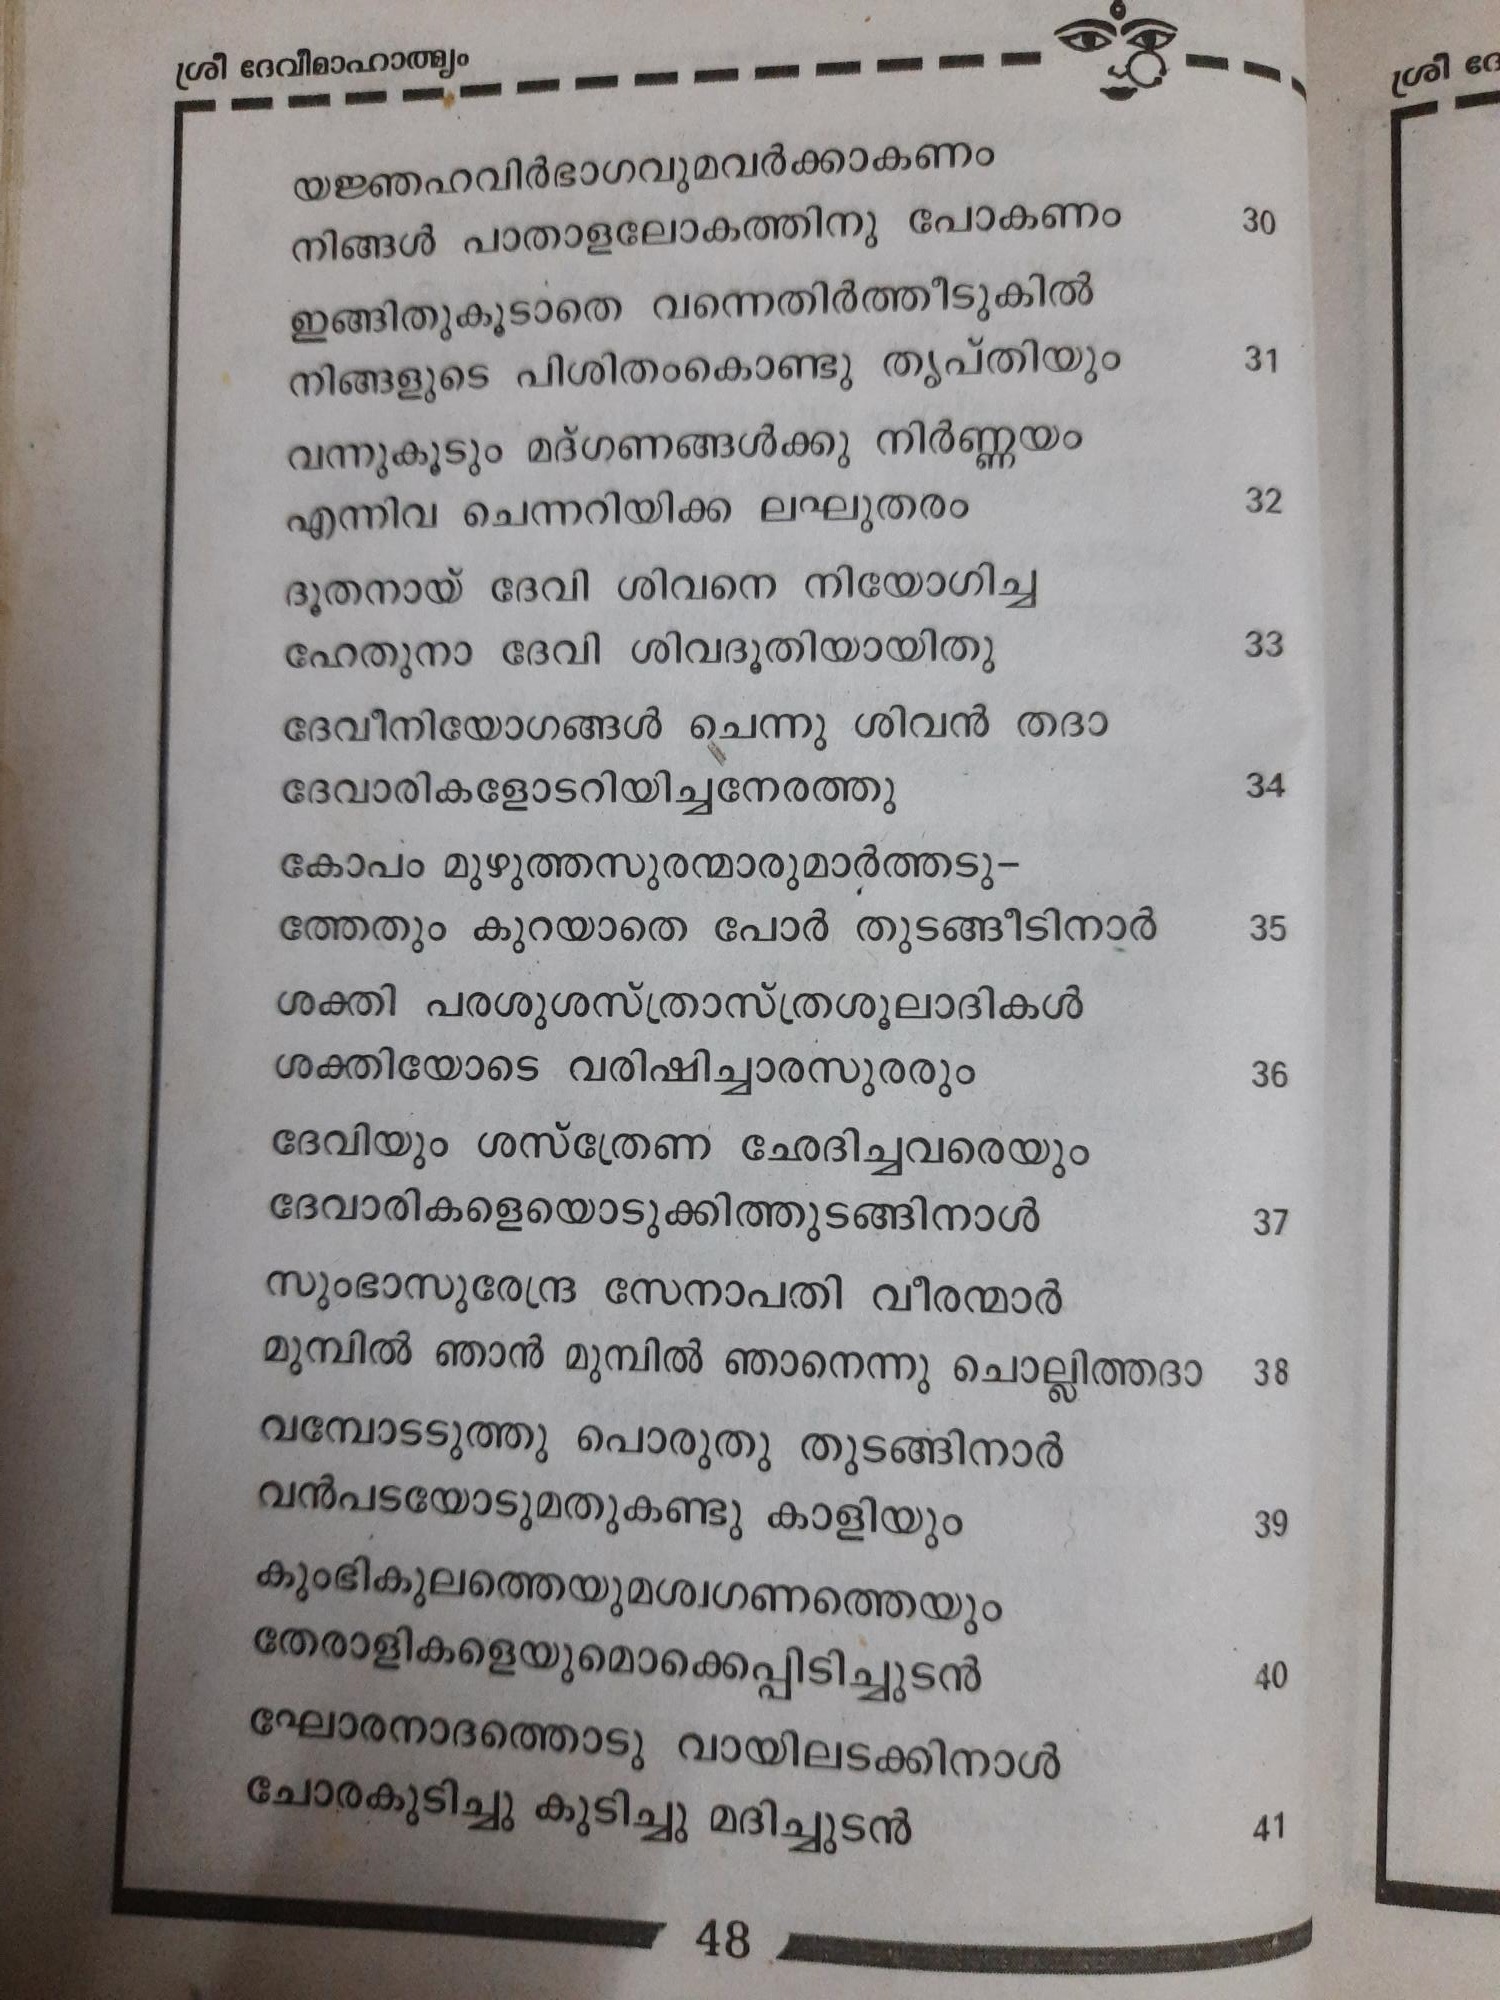 ശ്രീ ദേവീമാഹാത്മ്യം
യജ്ഞഹവിർഭാഗവുമവർക്കാകണം
നിങ്ങൾ പാതാളലോകത്തിനു പോകണം 30
ഇങ്ങിതുകൂടാതെ വന്നെതിർത്തീടുകിൽ
നിങ്ങളുടെ പിശിതംകൊണ്ടു തൃപ്തിയും 31
വന്നുകൂടും മദ്ഗണങ്ങൾക്കു നിർണ്ണയം
എന്നിവ ചെന്നറിയിക്ക ലഘുതരം 32
ദൂതനായ് ദേവി ശിവനെ നിയോഗിച്ച
ഹേതുനാ ദേവി ശിവദൂതിയായിതു 33
ദേവീനിയോഗങ്ങൾ ചെന്നു ശിവൻ തദാ
ദേവാരികളോടറിയിച്ചനേരത്തു 34
കോപം മുഴുത്തസുരന്മാരുമാർത്തടു–
ത്തേതും കുറയാതെ പോർ തുടങ്ങീടിനാർ 35
ശക്തി പരശുശസ്ത്രാസ്ത്രശൂലാദികൾ
ശക്തിയോടെ വരിഷിച്ചാരസുരരും 36
ദേവിയും ശസ്ത്രേണ ഛേദിച്ചവരെയും
ദേവാരികളെയൊടുക്കിത്തുടങ്ങിനാൾ 37
സുംഭാസുരേന്ദ്ര സേനാപതി വീരന്മാർ
മുമ്പിൽ ഞാൻ മുമ്പിൽ ഞാനെന്നു ചൊല്ലിത്തദാ 38
വമ്പോടടുത്തു പൊരുതു തുടങ്ങിനാർ
വൻപടയോടുമതുകണ്ടു കാളിയും 39
കുംഭികുലത്തെയുമശ്വഗണത്തെയും
തേരാളികളെയുമൊക്കെപ്പിടിച്ചുടൻ 40
ഘോരനാദത്തൊടു വായിലടക്കിനാൾ
ചോരകുടിച്ചു കുടിച്ചു മദിച്ചുടൻ 41
48
ശ്രീ